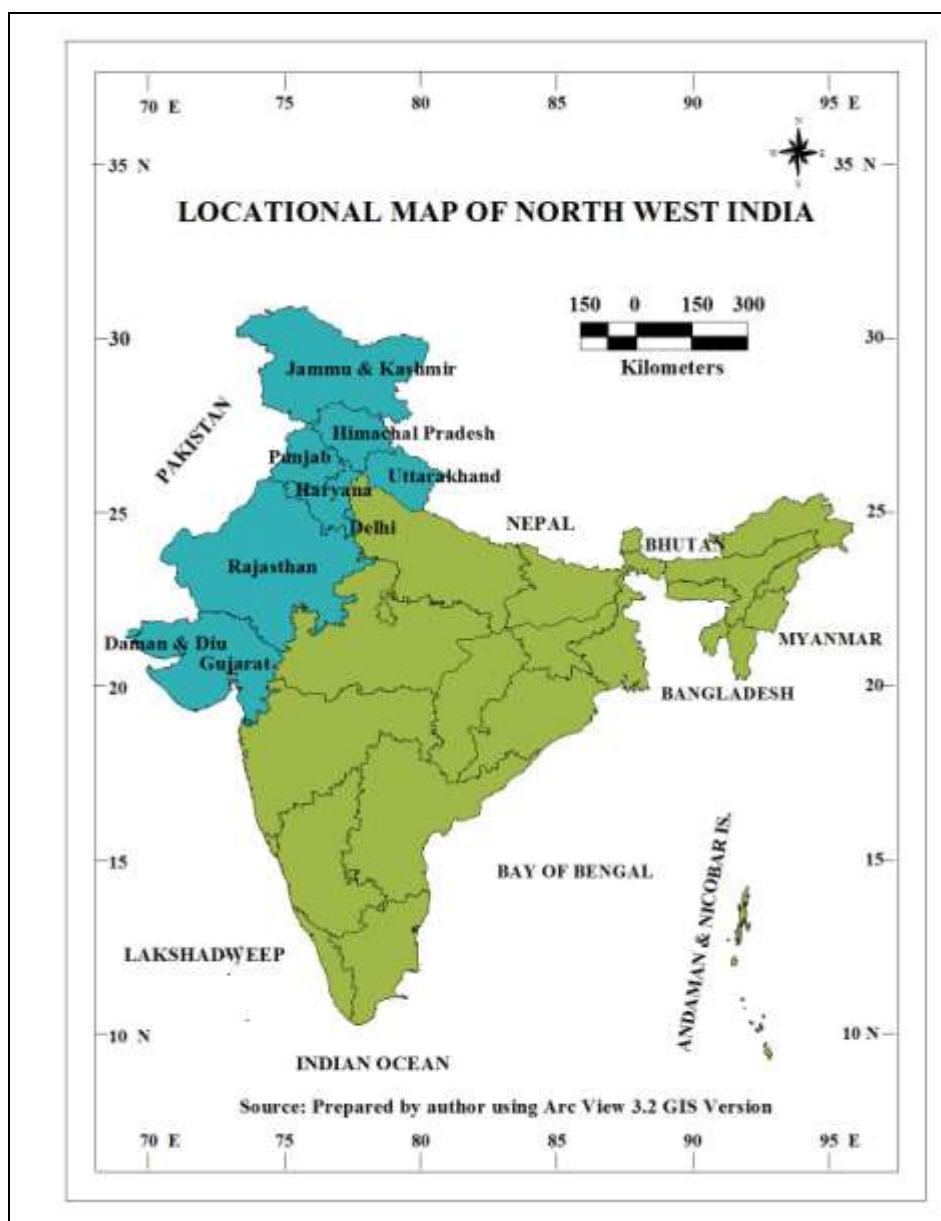 70 E 75 80 85 90 95 E
N
W E
S
35 N 35 N
LOCATIONAL MAP OF NORTH WEST INDIA
150 0 150 300
Kilometers
30 30
Jammu & Kashmir
PAKISTAN
Himachal Pradesh
Punjab
Uttarakhand
Haryana
25 25
NEPAL
Delhi
BHUTAN
Rajasthan
MYANMAR
Daman & Diu
Gujarat
20 20
BANGLADESH
15 15
BAY OF BENGAL
ANDAMAN & NICOBAR IS.
LAKSHADWEEP
10 N 10 N
INDIAN OCEAN
Source: Prepared by author using Arc View 3.2 GIS Version
70 E 75 80 85 90 95 E